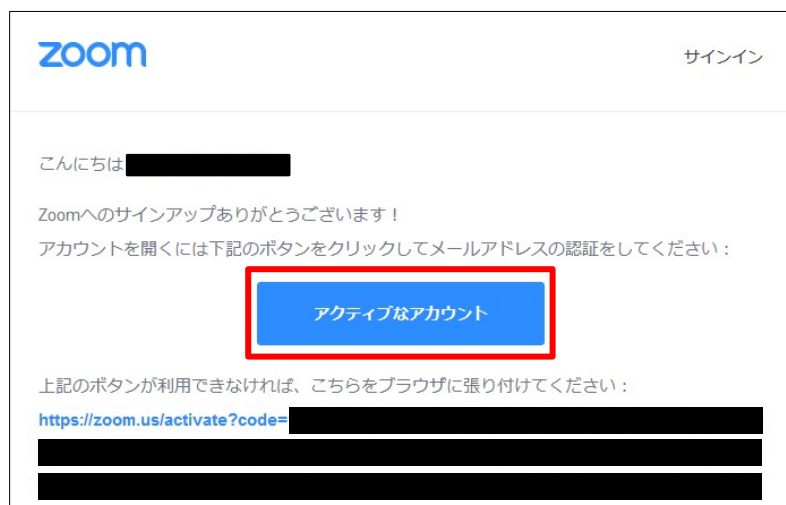 zoom
サインイン
こんにちは
Zoomへのサインアップありがとうございます！
アカウントを開くには下記のボタンをクリックしてメールアドレスの認証をしてください：
アクティブなアカウント
上記のボタンが利用できなければ、こちらをブラウザに張り付けてください：
https://zoom.us/activate?code=